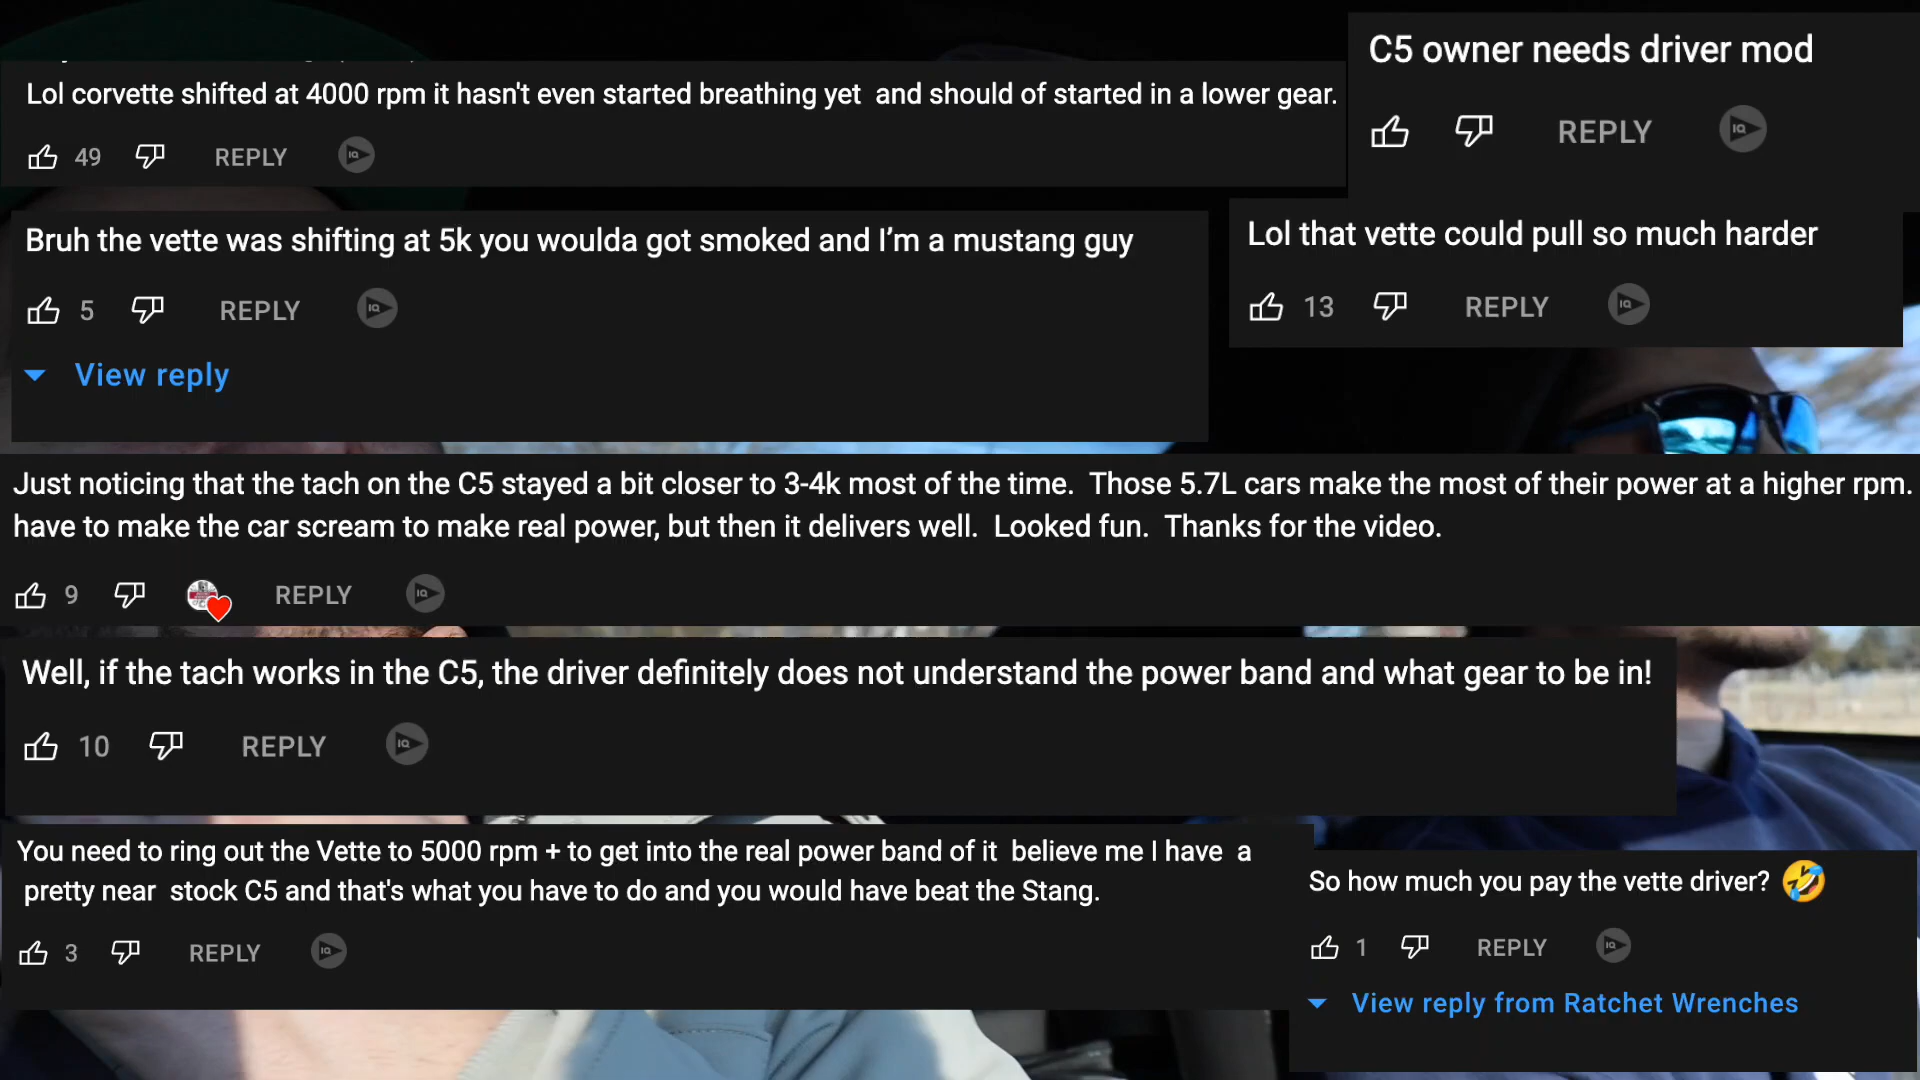 Lol corvette shifted at 4000 rpm it hasn't even started breathing yet and should of started in a lower gear.
49 REPLY IQ
C5 owner needs driver mod
REPLY IQ
Bruh the vette was shifting at 5k you woulda got smoked and I’m a mustang guy
5 REPLY IQ
View reply
Lol that vette could pull so much harder
13 REPLY IQ
Just noticing that the tach on the C5 stayed a bit closer to 3-4k most of the time. Those 5.7L cars make the most of their power at a higher rpm.
have to make the car scream to make real power, but then it delivers well. Looked fun. Thanks for the video.
9 REPLY IQ
Well, if the tach works in the C5, the driver definitely does not understand the power band and what gear to be in!
10 REPLY IQ
You need to ring out the Vette to 5000 rpm + to get into the real power band of it believe me I have a
pretty near stock C5 and that's what you have to do and you would have beat the Stang.
3 REPLY IQ
So how much you pay the vette driver? 🤣
1 REPLY IQ
View reply from Ratchet Wrenches